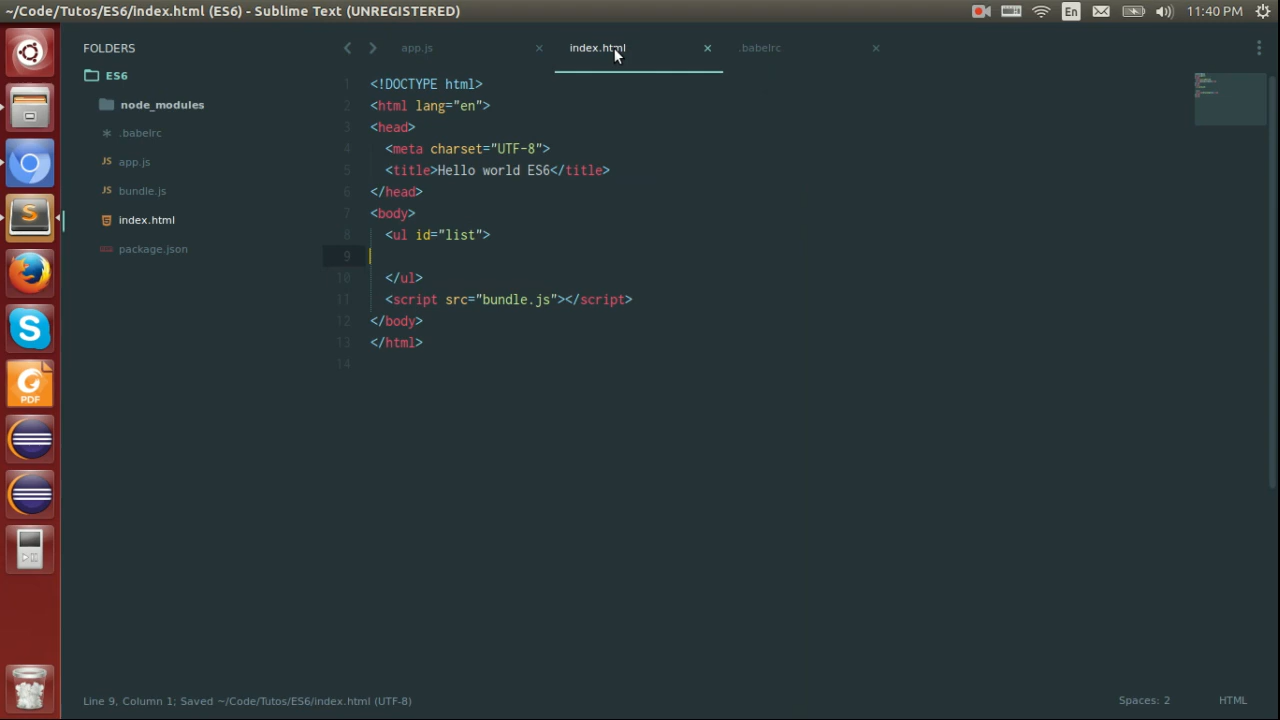 ~/Code/Tutos/ES6/index.html (ES6) - Sublime Text (UNREGISTERED)
En
11:40 PM
FOLDERS
ES6
node_modules
.babelrc
JS app.js
JS bundle.js
index.html
package.json
app.js
index.html
.babelrc
1 <!DOCTYPE html>
2 <html lang="en">
3 <head>
4 <meta charset="UTF-8">
5 <title>Hello world ES6</title>
6 </head>
7 <body>
8 <ul id="list">
9
10 </ul>
11 <script src="bundle.js"></script>
12 </body>
13 </html>
14
S
S
PDF
Line 9, Column 1; Saved ~/Code/Tutos/ES6/index.html (UTF-8)
Spaces: 2
HTML